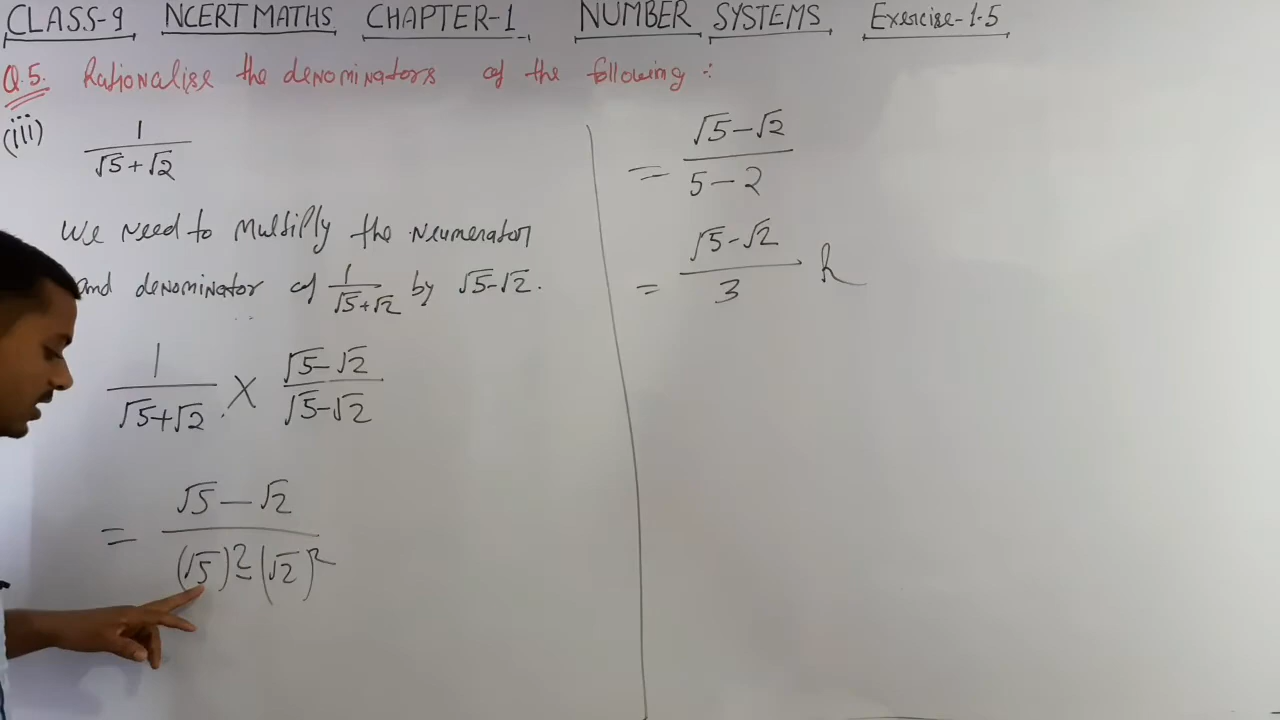 CLASS-9 NCERT MATHS CHAPTER-1 NUMBER SYSTEMS Exercise-1.5
Q.5. Rationalise the denominators of the following :
(iii) 1/(√5+√2)
We need to multiply the Neumerator
and denominator of 1/(√5+√2) by √5-√2.
1/(√5+√2) × (√5-√2)/(√5-√2)
= (√5-√2)/((√5)²-(√2)²)
= (√5-√2)/(5-2)
= (√5-√2)/3